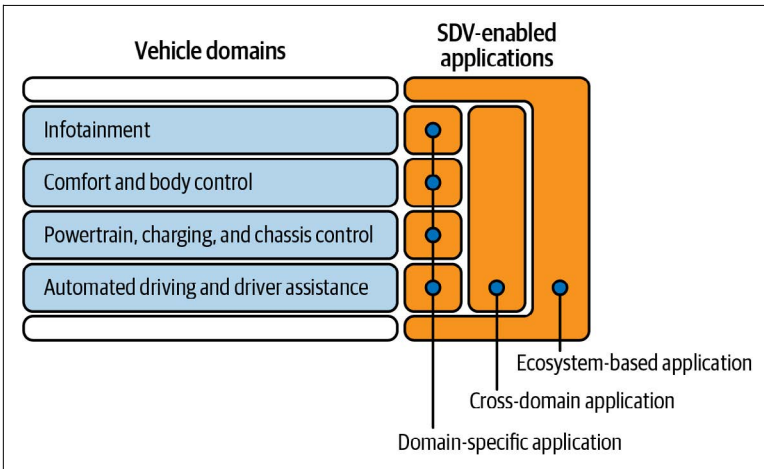 Vehicle domains
SDV-enabled
applications
Infotainment
Comfort and body control
Powertrain, charging, and chassis control
Automated driving and driver assistance
Ecosystem-based application
Cross-domain application
Domain-specific application